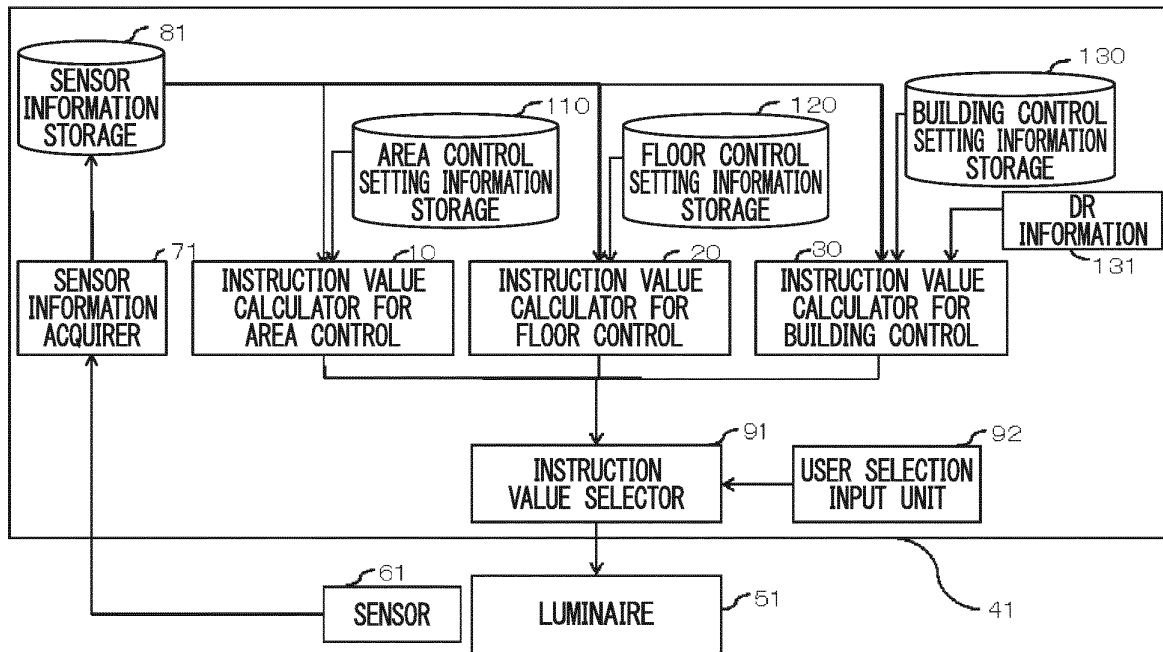 81
SENSOR
INFORMATION
STORAGE
110
AREA CONTROL
SETTING INFORMATION
STORAGE
120
FLOOR CONTROL
SETTING INFORMATION
STORAGE
130
BUILDING CONTROL
SETTING INFORMATION
STORAGE
DR
INFORMATION
131
71
SENSOR
INFORMATION
ACQUIRER
10
INSTRUCTION VALUE
CALCULATOR FOR
AREA CONTROL
20
INSTRUCTION VALUE
CALCULATOR FOR
FLOOR CONTROL
30
INSTRUCTION VALUE
CALCULATOR FOR
BUILDING CONTROL
91
INSTRUCTION
VALUE SELECTOR
92
USER SELECTION
INPUT UNIT
61
SENSOR
LUMINAIRE
51
41